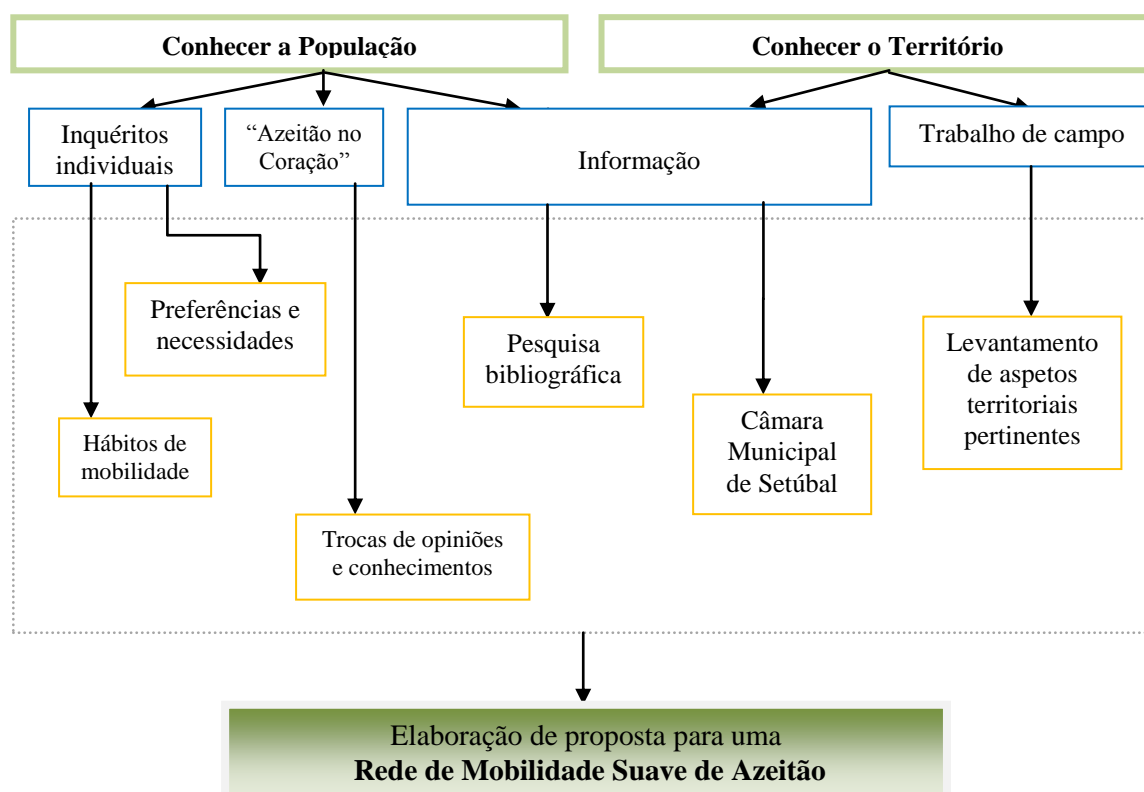 Conhecer a População
Conhecer o Território
Inquéritos
individuais
“Azeitão no
Coração”
Informação
Trabalho de campo
Preferências e
necessidades
Pesquisa
bibliográfica
Levantamento
de aspetos
territoriais
pertinentes
Hábitos de
mobilidade
Câmara
Municipal
de Setúbal
Trocas de opiniões
e conhecimentos
Elaboração de proposta para uma
Rede de Mobilidade Suave de Azeitão